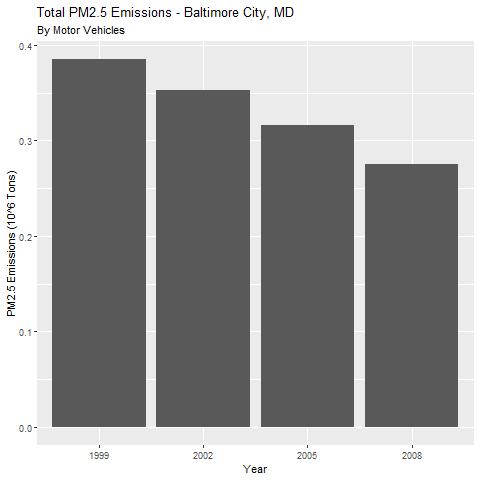 Total PM2.5 Emissions - Baltimore City, MD
By Motor Vehicles
PM2.5 Emissions (10^6 Tons)
0.4
0.3
0.2
0.1
0.0
1999 2002 2005 2008
Year